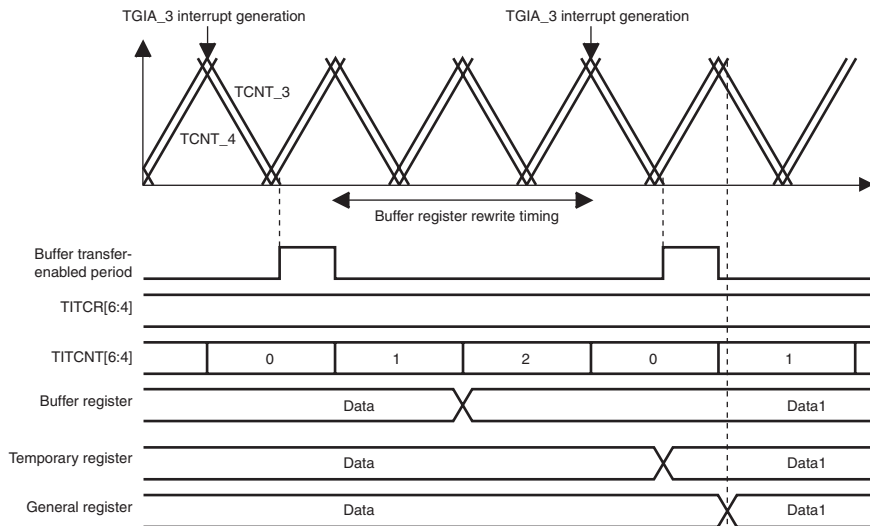 TGIA_3 interrupt generation TGIA_3 interrupt generation
TCNT_3
TCNT_4
Buffer register rewrite timing
Buffer transfer-
enabled period
TITCR[6:4]
TITCNT[6:4] 0 1 2 0 1
Buffer register Data Data1
Temporary register Data Data1
General register Data Data1